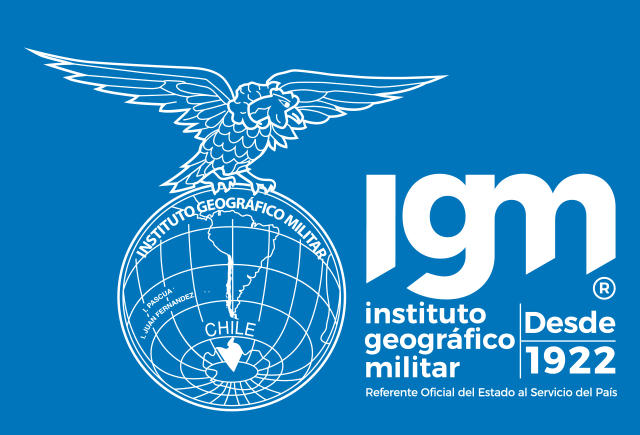 INSTITUTO GEOGRÁFICO MILITAR
I. PASCUA
I. JUAN FERNANDEZ
CHILE
igm
®
instituto
geográfico
militar
Desde
1922
Referente Oficial del Estado al Servicio del País